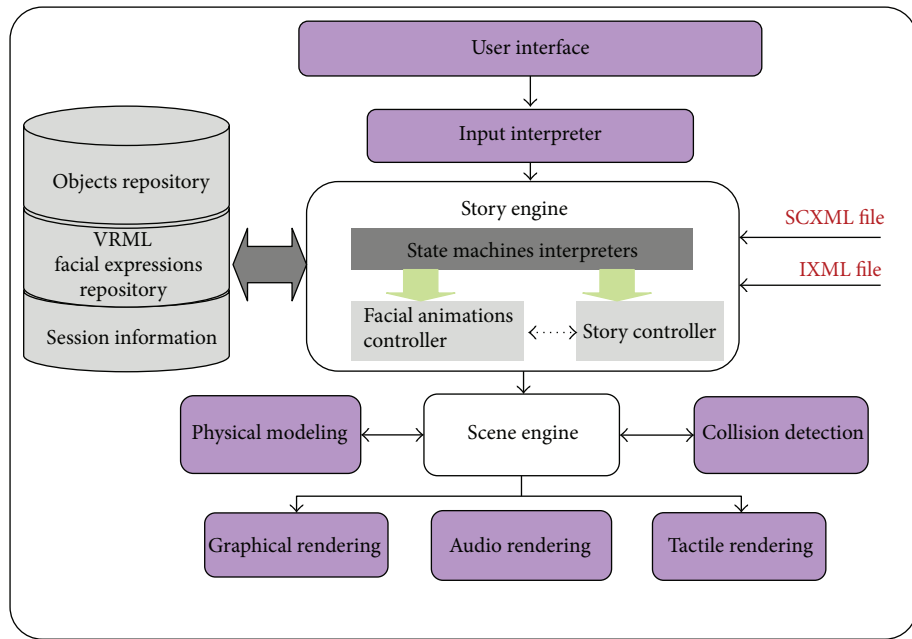 User interface
Input interpreter
Objects repository
VRML
facial expressions
repository
Session information
Story engine
State machines interpreters
Facial animations
controller
Story controller
SCXML file
IXML file
Physical modeling
Scene engine
Collision detection
Graphical rendering
Audio rendering
Tactile rendering